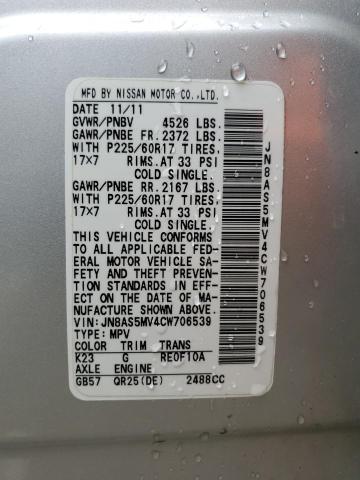 MFD BY NISSAN MOTOR CO.,LTD.
DATE 11/11
GVWR/PNBV 4526 LBS.
GAWR/PNBE FR. 2372 LBS.
WITH P225/60R17 TIRES.
17×7 RIMS.AT 33 PSI
COLD SINGLE.
GAWR/PNBE RR. 2167 LBS.
WITH P225/60R17 TIRES.
17×7 RIMS.AT 33 PSI
COLD SINGLE.
THIS VEHICLE CONFORMS
TO ALL APPLICABLE FED-
ERAL MOTOR VEHICLE SA-
FETY AND THEFT PREVENTION
STANDARDS IN EFFECT
ON THE DATE OF MA-
NUFACTURE SHOWN ABOVE.
VIN:JN8AS5MV4CW706539
TYPE: MPV
COLOR TRIM TRANS
K23 G RE0F10A
AXLE ENGINE
GB57 QR25(DE) 2488CC
JN8AS5MV4CW706539